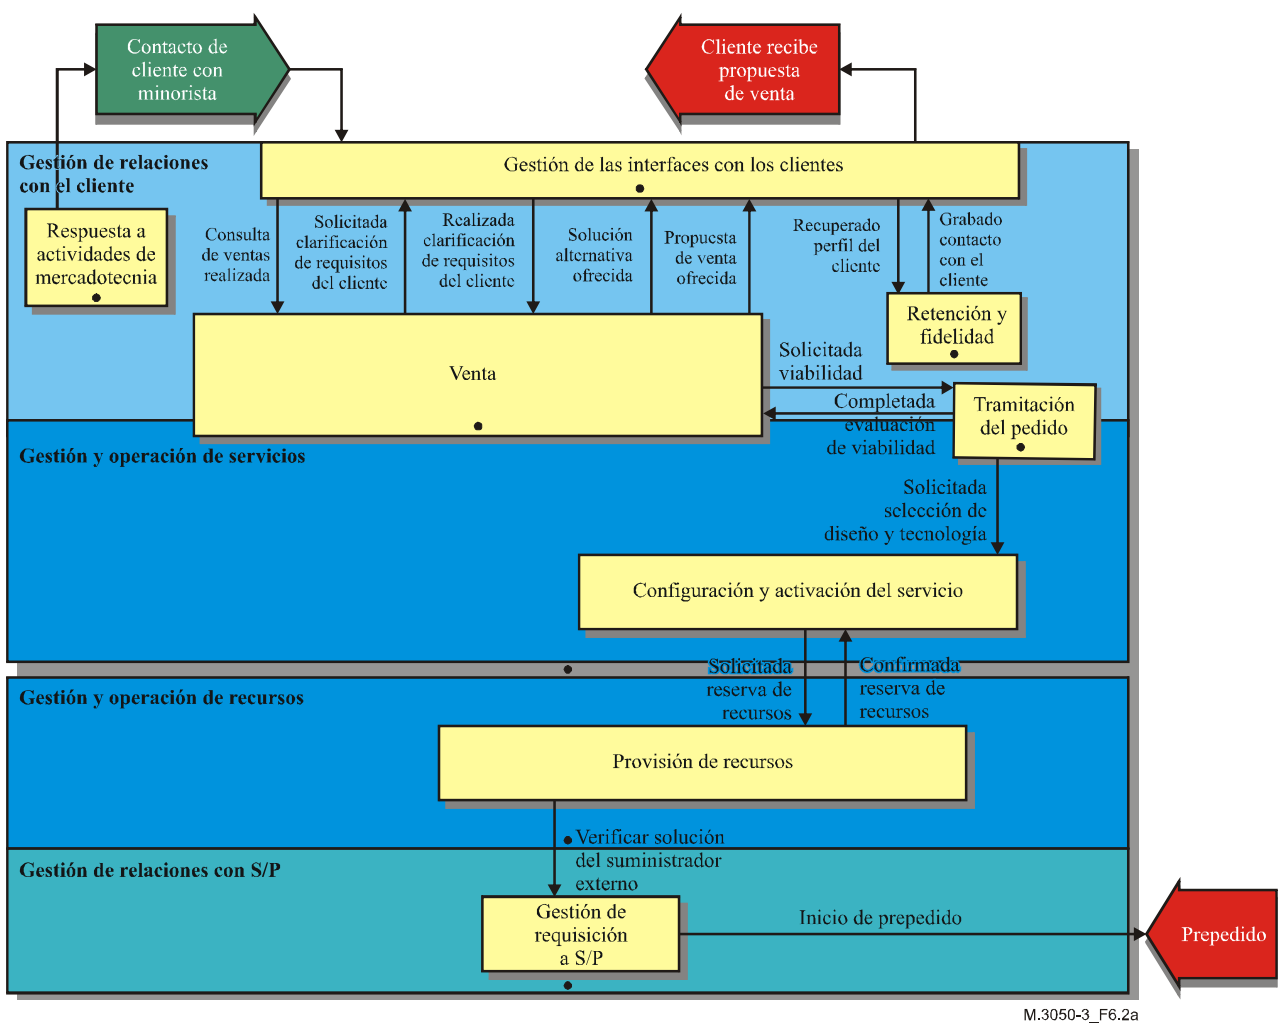 Contacto de
cliente con
minorista
Cliente recibe
propuesta
de venta
Gestión de relaciones
con el cliente
Gestión de las interfaces con los clientes
Respuesta a
actividades de
mercadotecnia
Consulta
de ventas
realizada
Solicitada
clarificación
de requisitos
del cliente
Realizada
clarificación
de requisitos
del cliente
Solución
alternativa
ofrecida
Propuesta
de venta
ofrecida
Recuperado
perfil del
cliente
Grabado
contacto
con el
cliente
Retención y
fidelidad
Venta
Solicitada
viabilidad
Completada
evaluación
de viabilidad
Tramitación
del pedido
Gestión y operación de servicios
Solicitada
selección de
diseño y tecnología
Configuración y activación del servicio
Solicitada
reserva de
recursos
Confirmada
reserva de
recursos
Gestión y operación de recursos
Provisión de recursos
Verificar solución
del suministrador
externo
Gestión de relaciones con S/P
Gestión de
requisición
a S/P
Inicio de prepedido
Prepedido
M.3050-3_F6.2a